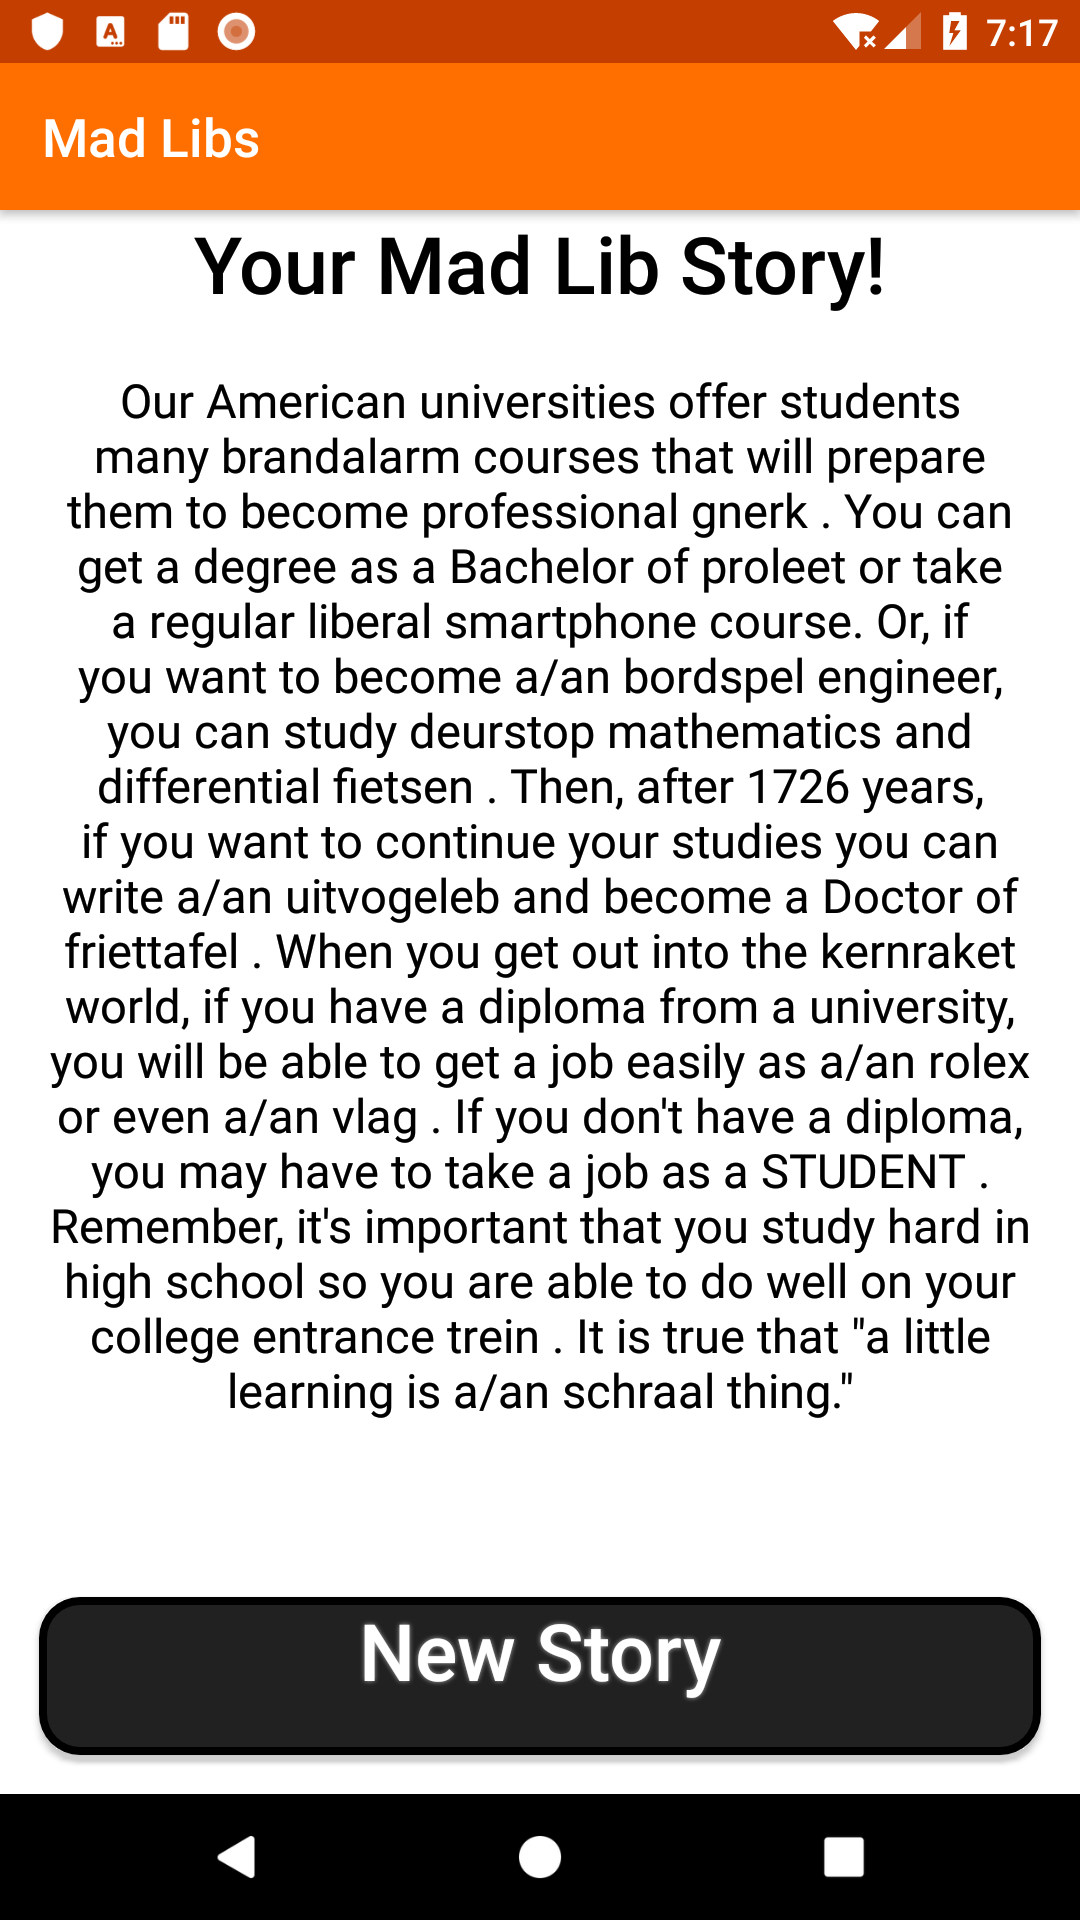 7:17
Mad Libs
Your Mad Lib Story!
Our American universities offer students
many brandalarm courses that will prepare
them to become professional gnerk . You can
get a degree as a Bachelor of proleet or take
a regular liberal smartphone course. Or, if
you want to become a/an bordspel engineer,
you can study deurstop mathematics and
differential fietsen . Then, after 1726 years,
if you want to continue your studies you can
write a/an uitvogeleb and become a Doctor of
friettafel . When you get out into the kernraket
world, if you have a diploma from a university,
you will be able to get a job easily as a/an rolex
or even a/an vlag . If you don't have a diploma,
you may have to take a job as a STUDENT .
Remember, it's important that you study hard in
high school so you are able to do well on your
college entrance trein . It is true that "a little
learning is a/an schraal thing."
New Story